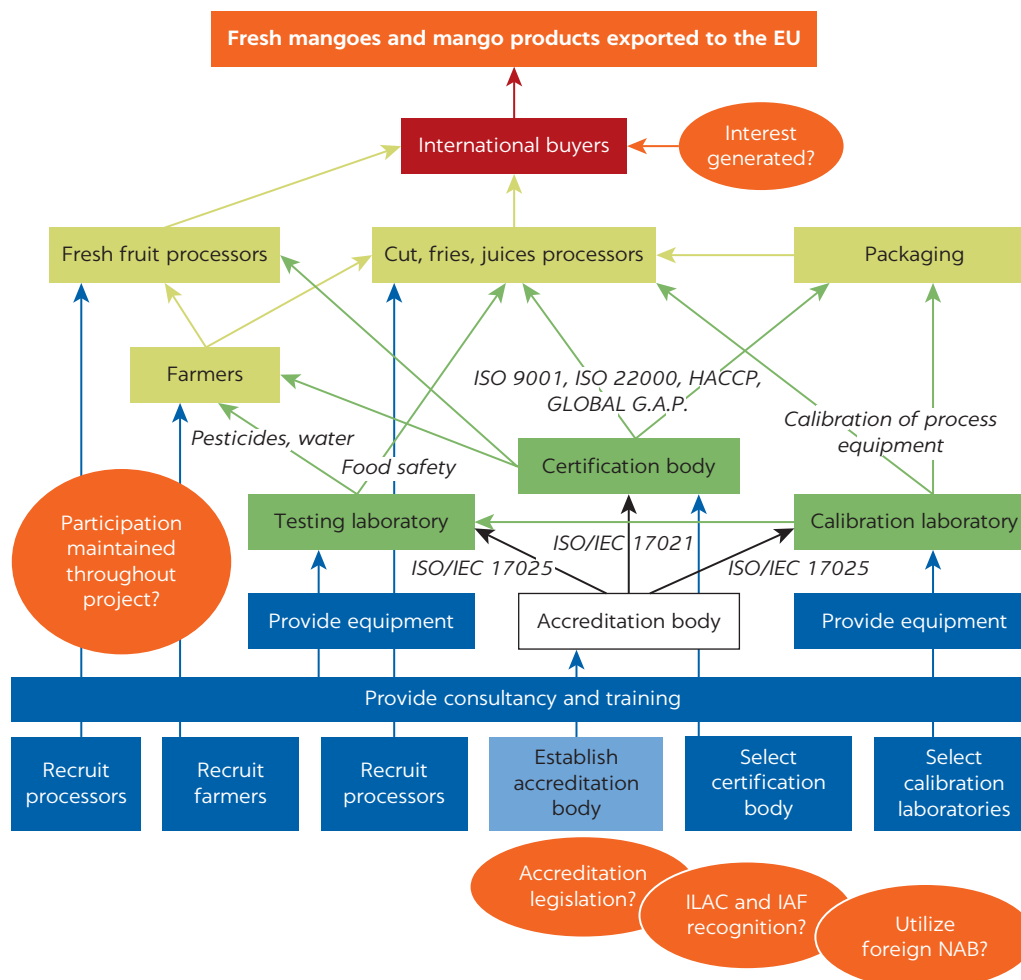 Fresh mangoes and mango products exported to the EU
International buyers
Interest
generated?
Fresh fruit processors
Cut, fries, juices processors
Packaging
Farmers
ISO 9001, ISO 22000, HACCP,
GLOBAL G.A.P.
Pesticides, water
Food safety
Calibration of process
equipment
Certification body
Participation
maintained
throughout
project?
Testing laboratory
Calibration laboratory
ISO/IEC 17025
ISO/IEC 17021
ISO/IEC 17025
Provide equipment
Accreditation body
Provide equipment
Provide consultancy and training
Recruit
processors
Recruit
farmers
Recruit
processors
Establish
accreditation
body
Select
certification
body
Select
calibration
laboratories
Accreditation
legislation?
ILAC and IAF
recognition?
Utilize
foreign NAB?